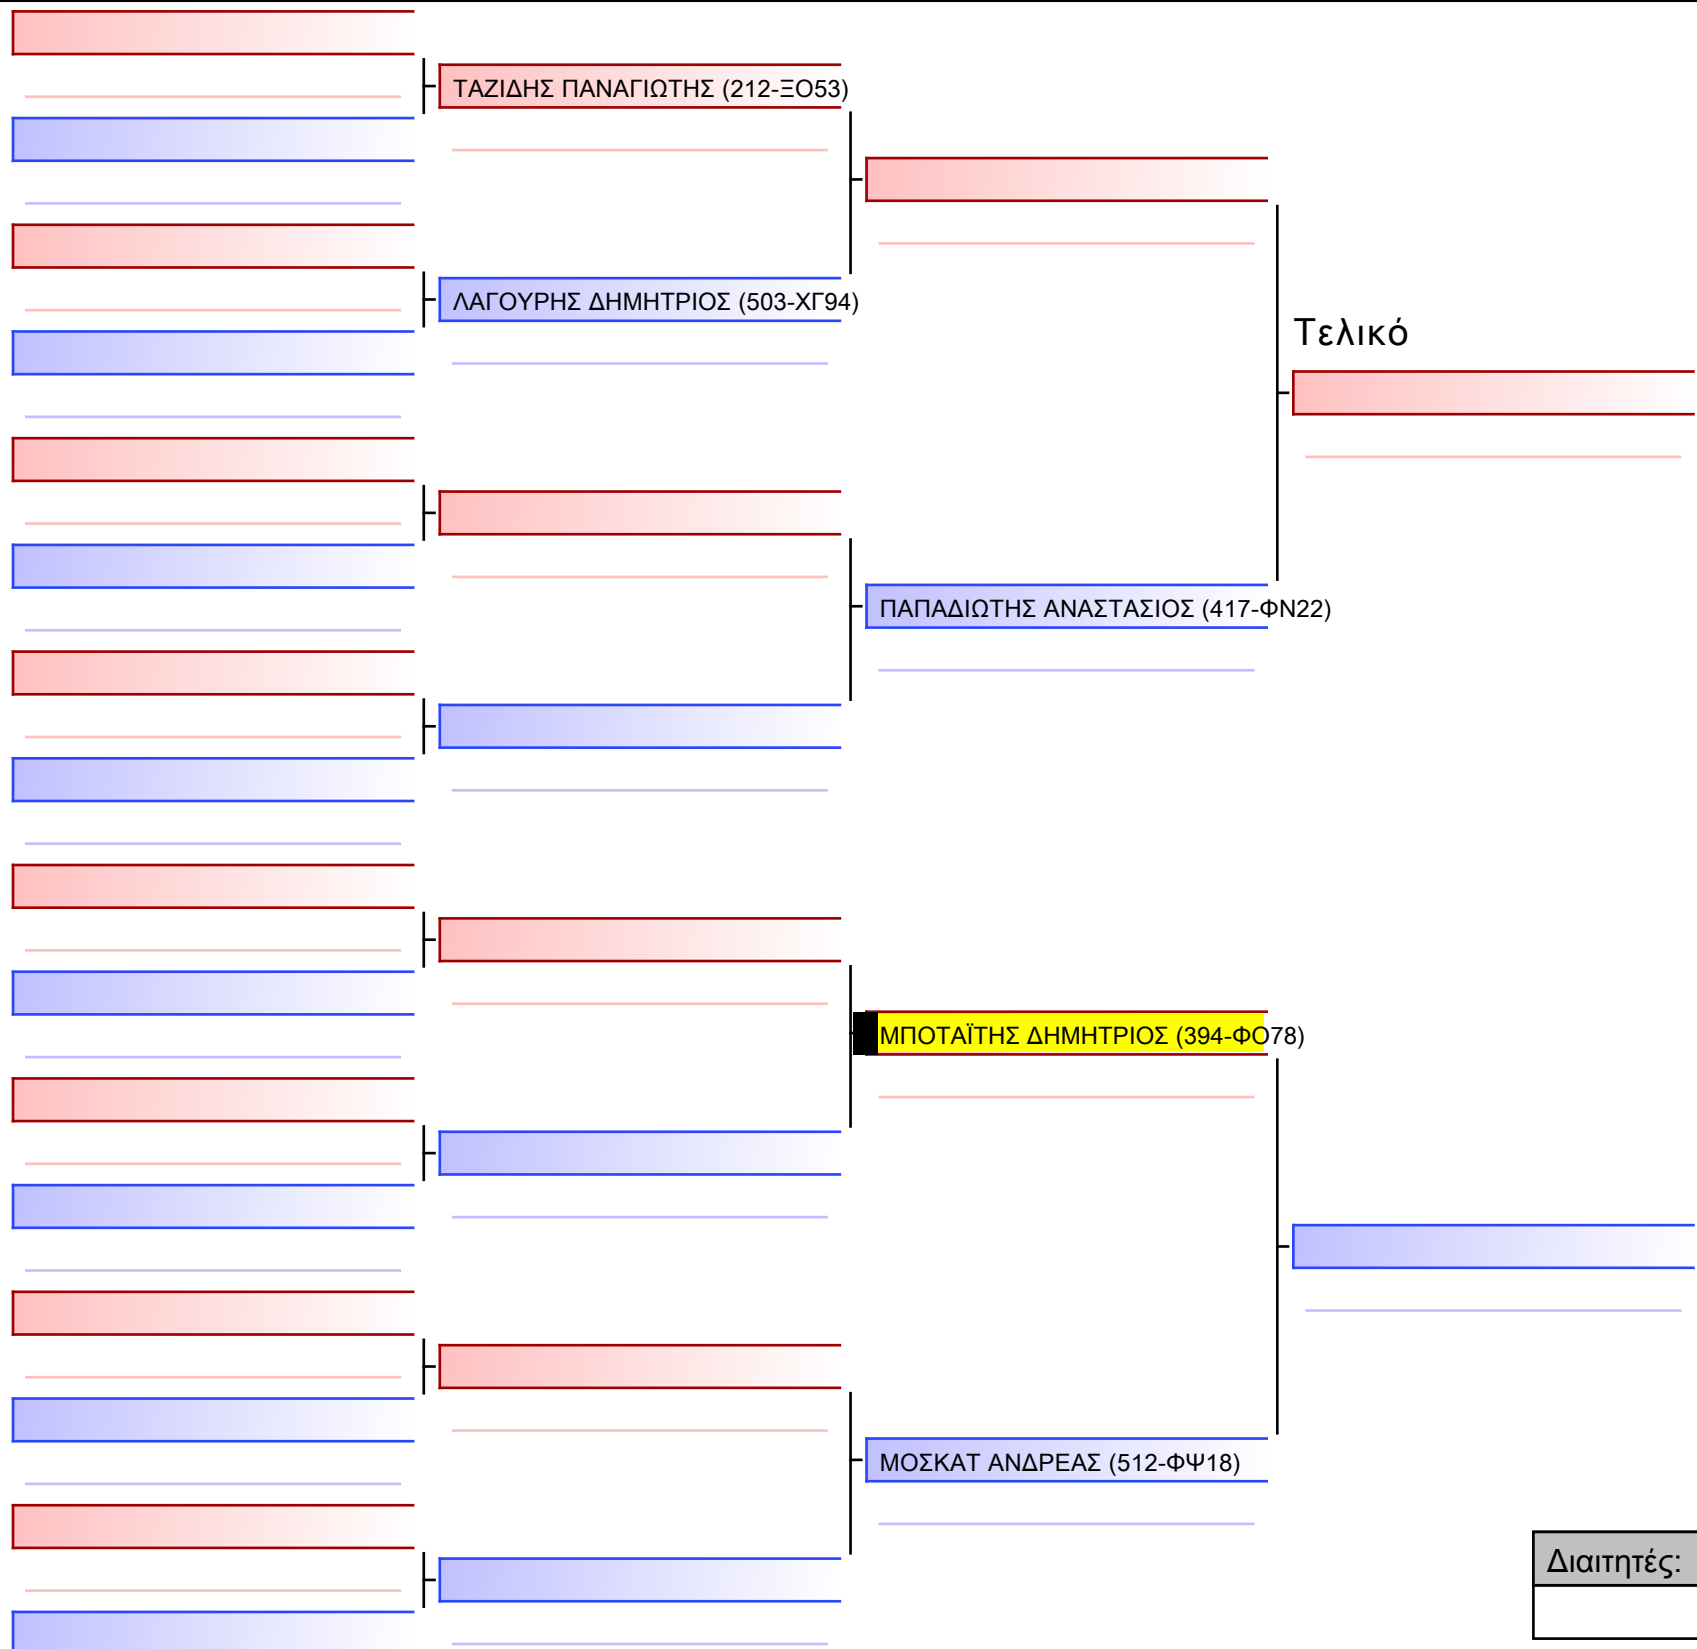 ΤΑΖΙΔΗΣ ΠΑΝΑΓΙΩΤΗΣ (212-ΞΟ53)
ΛΑΓΟΥΡΗΣ ΔΗΜΗΤΡΙΟΣ (503-ΧΓ94)
Τελικό
ΠΑΠΑΔΙΩΤΗΣ ΑΝΑΣΤΑΣΙΟΣ (417-ΦΝ22)
ΜΠΟΤΑΪΤΗΣ ΔΗΜΗΤΡΙΟΣ (394-ΦΟ78)
ΜΟΣΚΑΤ ΑΝΔΡΕΑΣ (512-ΦΨ18)
Διαιτητές: